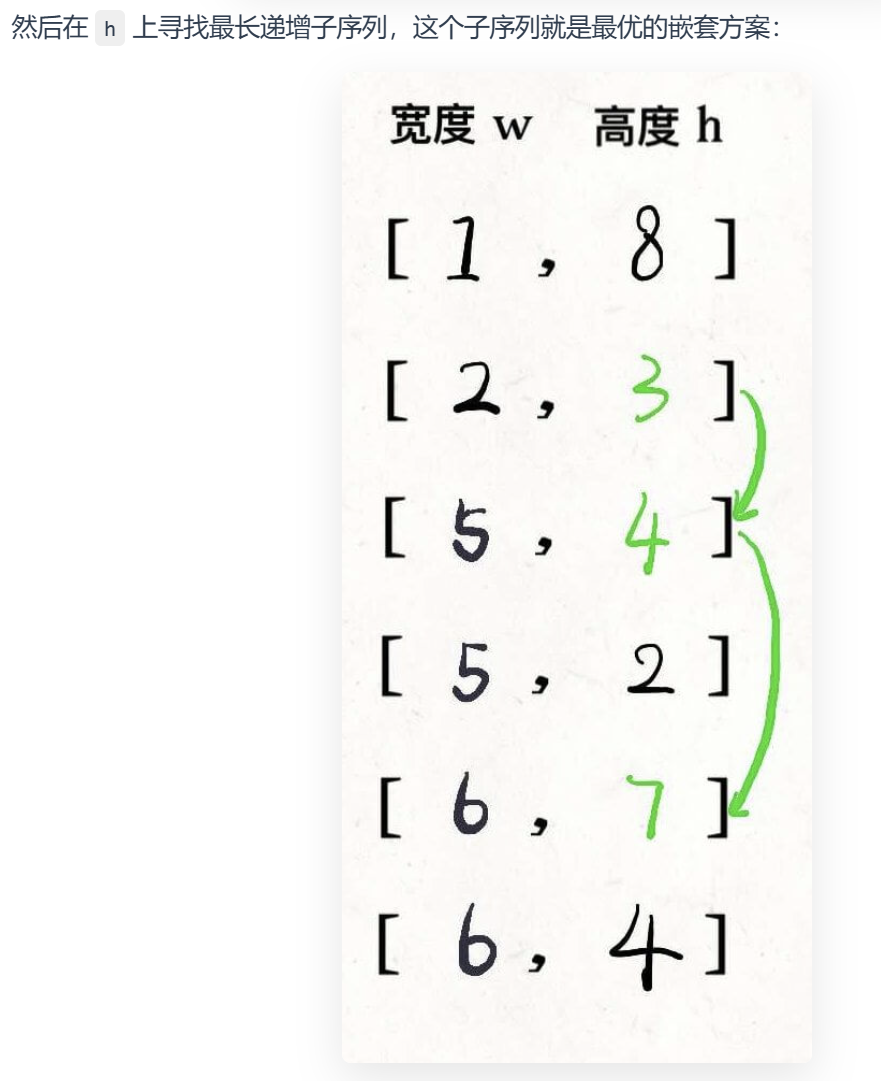 然后在 h 上寻找最长递增子序列，这个子序列就是最优的嵌套方案：
宽度 w 高度 h
[ 1 , 8 ]
[ 2 , 3 ]
[ 5 , 4 ]
[ 5 , 2 ]
[ 6 , 7 ]
[ 6 , 4 ]